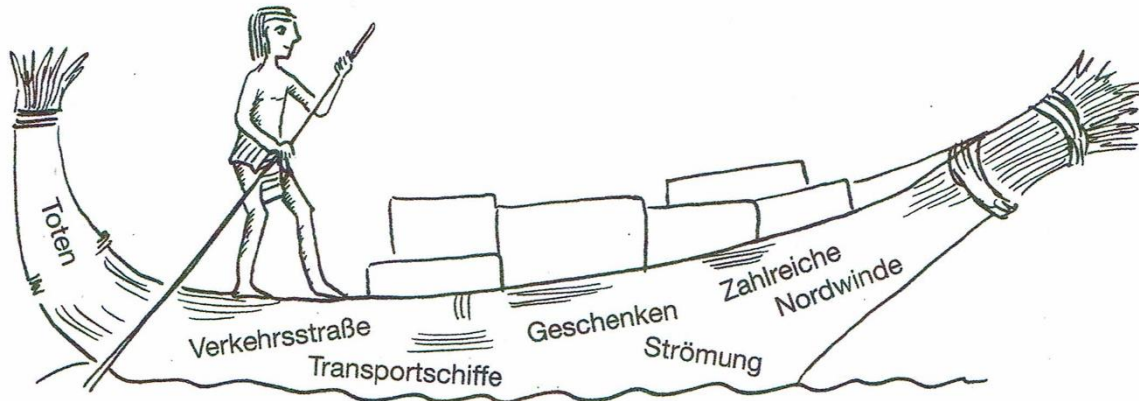 Toten
Verkehrsstraße
Transportschiffe
Geschenken
Strömung
Zahlreiche
Nordwinde